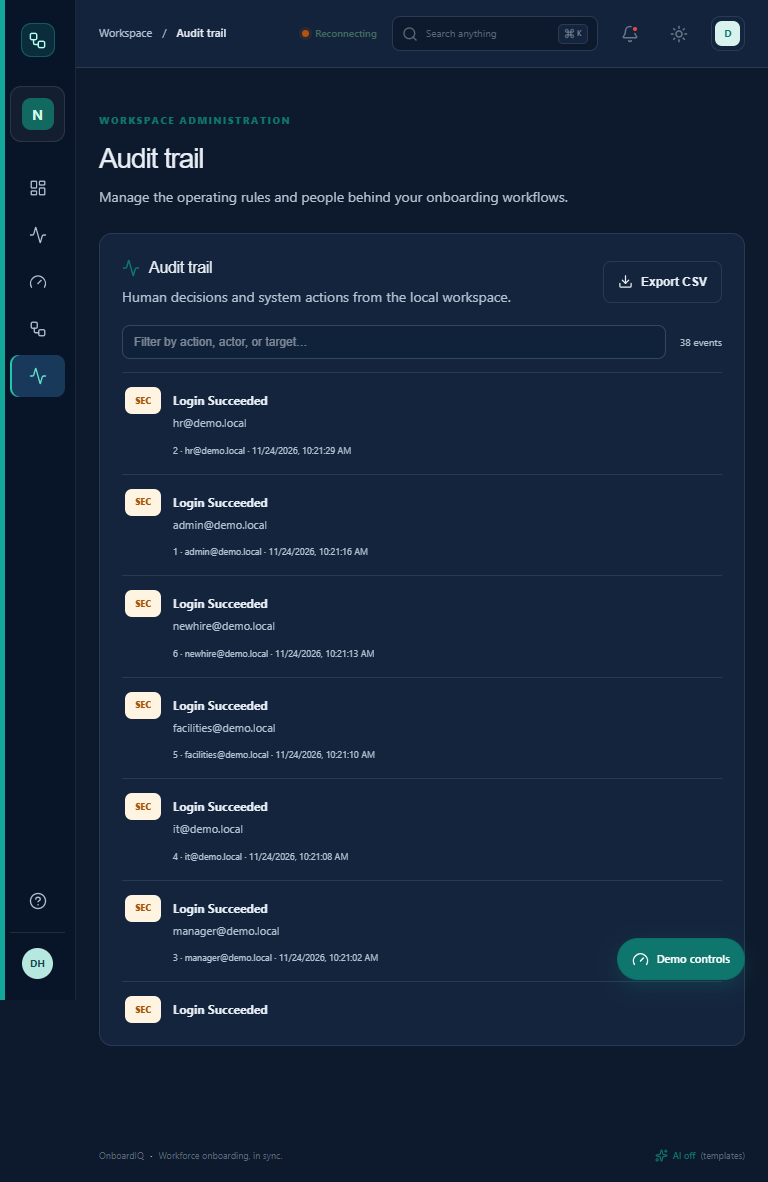 Workspace / Audit trail
Reconnecting
Search anything
⌘ K
D
N
WORKSPACE ADMINISTRATION
Audit trail
Manage the operating rules and people behind your onboarding workflows.
Audit trail
Human decisions and system actions from the local workspace.
Export CSV
Filter by action, actor, or target...
38 events
SEC
Login Succeeded
hr@demo.local
2 · hr@demo.local · 11/24/2026, 10:21:29 AM
SEC
Login Succeeded
admin@demo.local
1 · admin@demo.local · 11/24/2026, 10:21:16 AM
SEC
Login Succeeded
newhire@demo.local
6 · newhire@demo.local · 11/24/2026, 10:21:13 AM
SEC
Login Succeeded
facilities@demo.local
5 · facilities@demo.local · 11/24/2026, 10:21:10 AM
SEC
Login Succeeded
it@demo.local
4 · it@demo.local · 11/24/2026, 10:21:08 AM
SEC
Login Succeeded
manager@demo.local
3 · manager@demo.local · 11/24/2026, 10:21:02 AM
Demo controls
SEC
Login Succeeded
DH
OnboardIQ · Workforce onboarding, in sync.
AI off (templates)